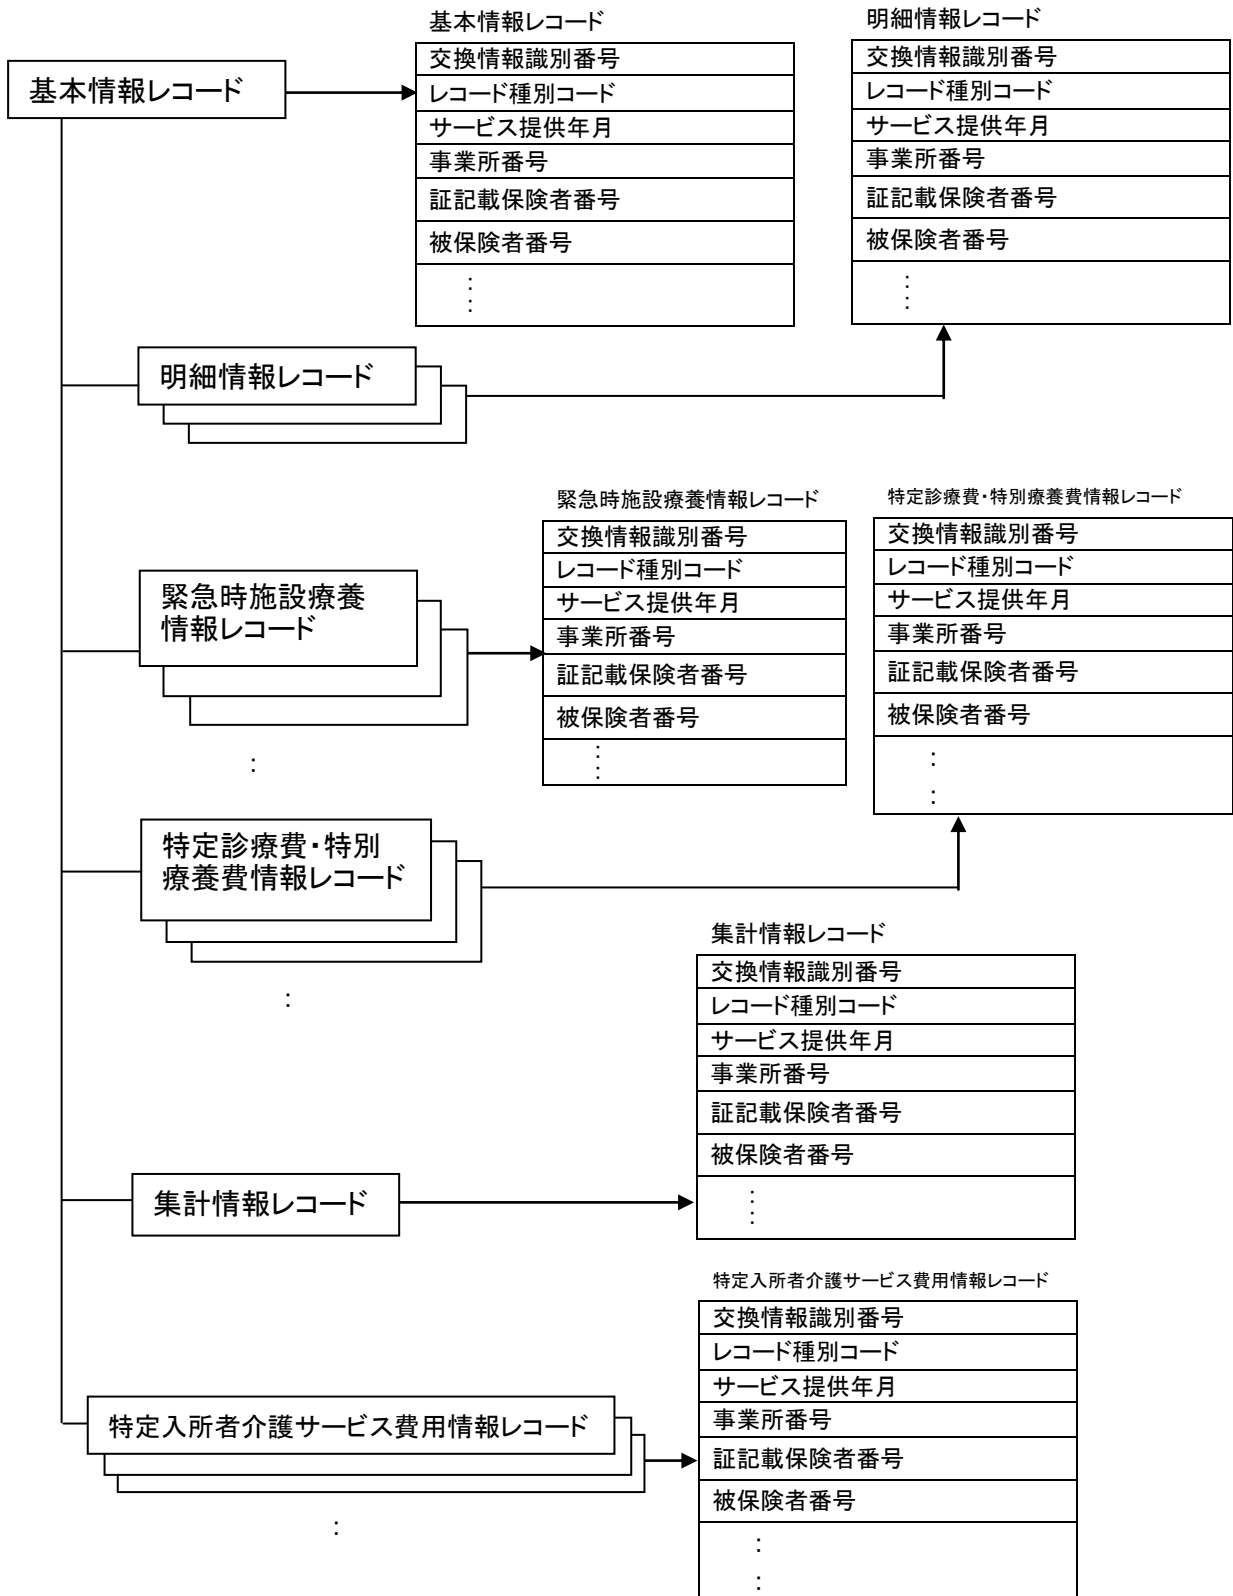 基本情報レコード
基本情報レコード
交換情報識別番号
レコード種別コード
サービス提供年月
事業所番号
証記載保険者番号
被保険者番号
:
:
明細情報レコード
交換情報識別番号
レコード種別コード
サービス提供年月
事業所番号
証記載保険者番号
被保険者番号
:
:
明細情報レコード
緊急時施設療養
情報レコード
:
緊急時施設療養情報レコード
交換情報識別番号
レコード種別コード
サービス提供年月
事業所番号
証記載保険者番号
被保険者番号
:
:
特定診療費・特別療養費情報レコード
交換情報識別番号
レコード種別コード
サービス提供年月
事業所番号
証記載保険者番号
被保険者番号
:
:
特定診療費・特別
療養費情報レコード
:
集計情報レコード
交換情報識別番号
レコード種別コード
サービス提供年月
事業所番号
証記載保険者番号
被保険者番号
:
:
集計情報レコード
特定入所者介護サービス費用情報レコード
交換情報識別番号
レコード種別コード
サービス提供年月
事業所番号
証記載保険者番号
被保険者番号
:
:
特定入所者介護サービス費用情報レコード
: